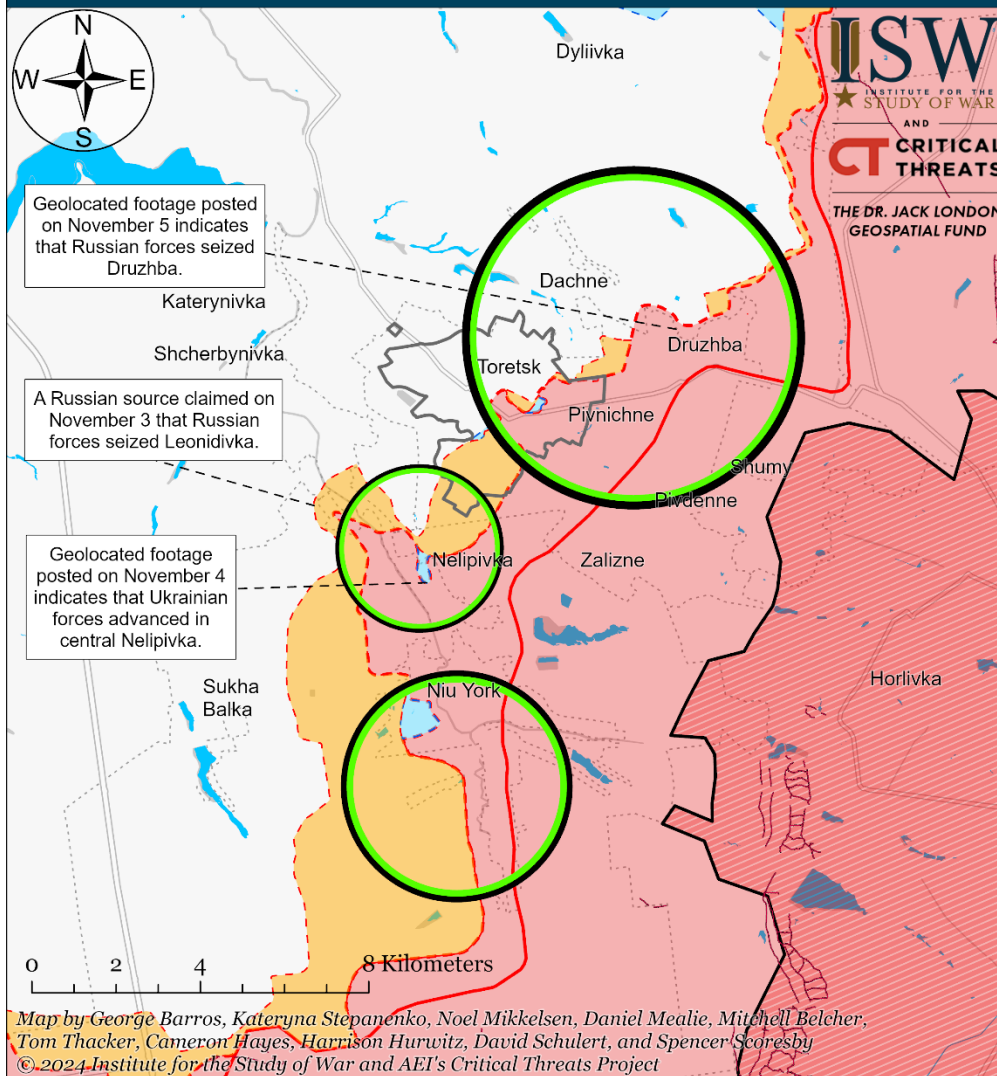 N
W
E
S
ISW
INSTITUTE FOR THE
STUDY OF WAR
AND
CT CRITICAL
THREATS
THE DR. JACK LONDON
GEOSPATIAL FUND
Dyliivka
Geolocated footage posted
on November 5 indicates
that Russian forces seized
Druzhba.
Dachne
Katerynivka
Druzhba
Shcherbynivka
Toretsk
A Russian source claimed on
November 3 that Russian
forces seized Leonidivka.
Pivnichne
Shumy
Pivdenne
Geolocated footage
posted on November 4
indicates that Ukrainian
forces advanced in
central Nelipivka.
Nelipivka
Zalizne
Sukha
Balka
Niu York
Horlivka
0 2 4 8 Kilometers
Map by George Barros, Kateryna Stepanenko, Noel Mikkelsen, Daniel Mealie, Mitchell Belcher,
Tom Thacker, Cameron Hayes, Harrison Hurwitz, David Schulert, and Spencer Scoresby
© 2024 Institute for the Study of War and AEI's Critical Threats Project